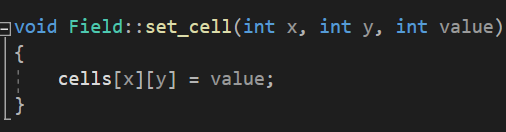 void Field::set_cell(int x, int y, int value)
{
    cells[x][y] = value;
}